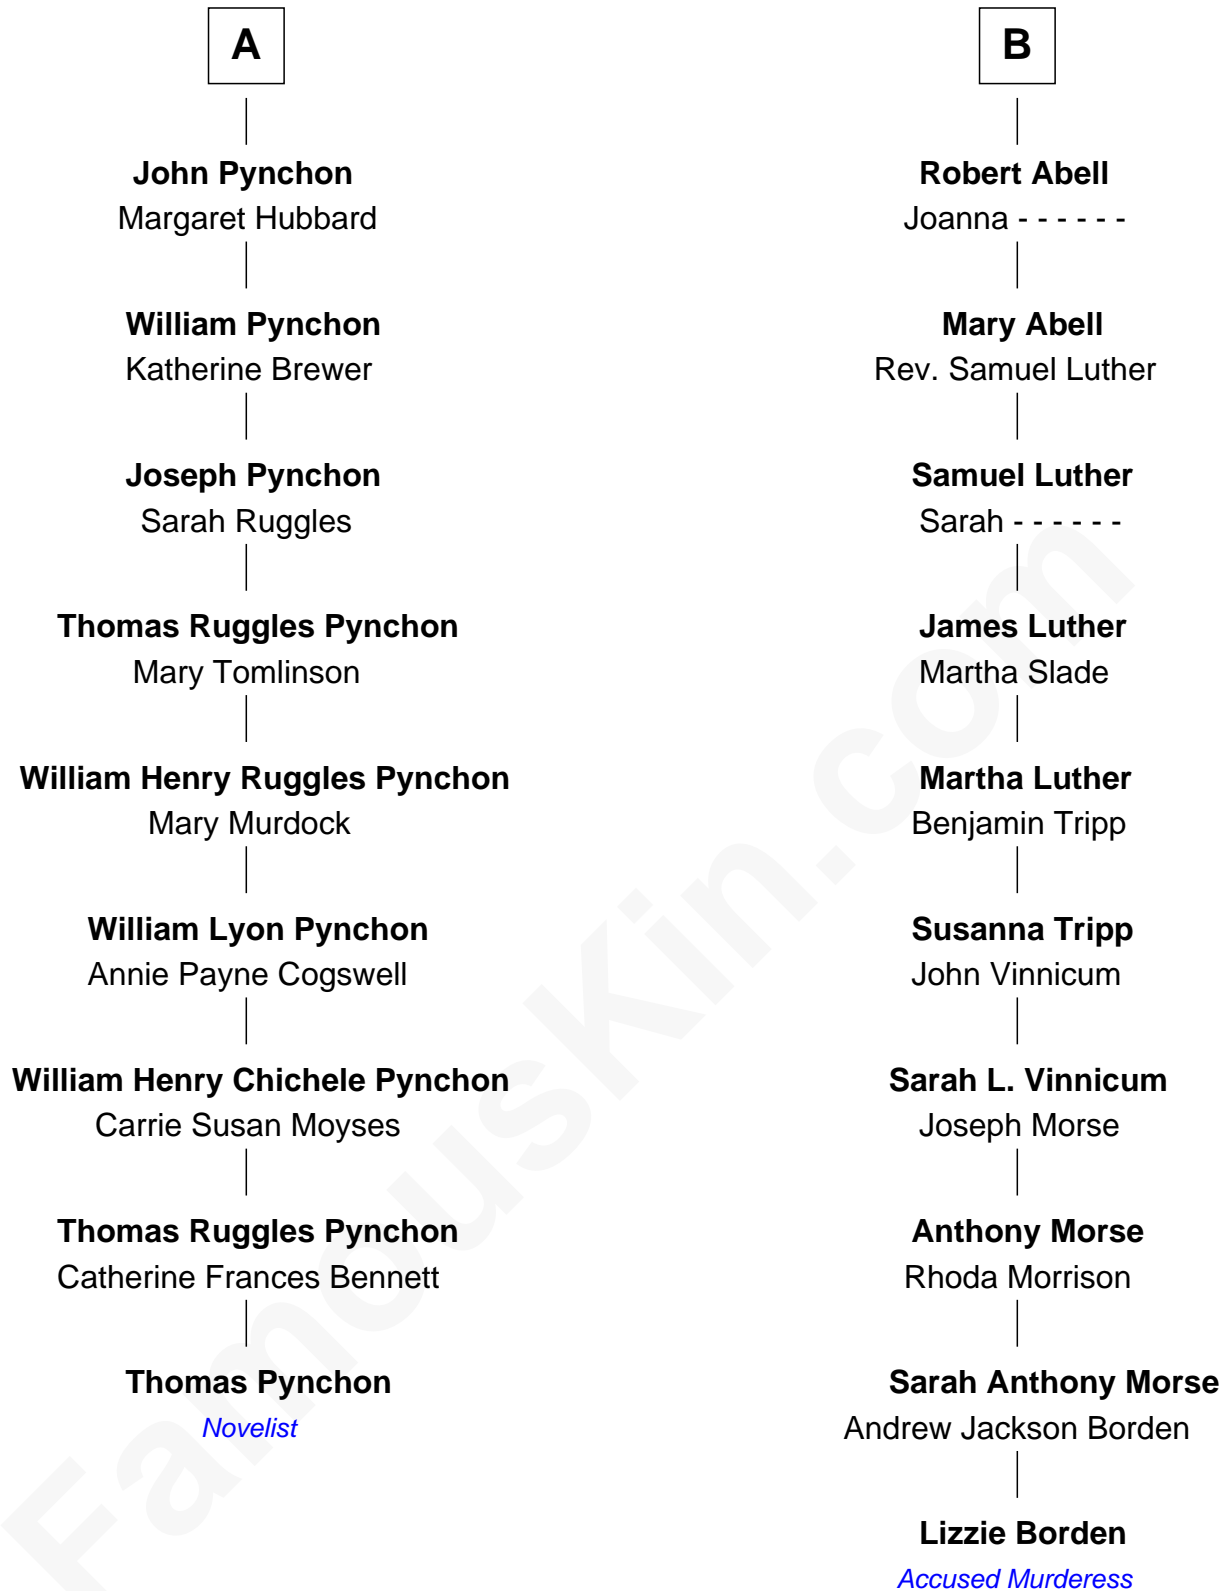 A
John Pynchon
Margaret Hubbard
William Pynchon
Katherine Brewer
Joseph Pynchon
Sarah Ruggles
Thomas Ruggles Pynchon
Mary Tomlinson
William Henry Ruggles Pynchon
Mary Murdock
William Lyon Pynchon
Annie Payne Cogswell
William Henry Chichele Pynchon
Carrie Susan Moyses
Thomas Ruggles Pynchon
Catherine Frances Bennett
Thomas Pynchon
Novelist
B
Robert Abell
Joanna - - - - - -
Mary Abell
Rev. Samuel Luther
Samuel Luther
Sarah - - - - - -
James Luther
Martha Slade
Martha Luther
Benjamin Tripp
Susanna Tripp
John Vinnicum
Sarah L. Vinnicum
Joseph Morse
Anthony Morse
Rhoda Morrison
Sarah Anthony Morse
Andrew Jackson Borden
Lizzie Borden
Accused Murderess
FamousKin.com